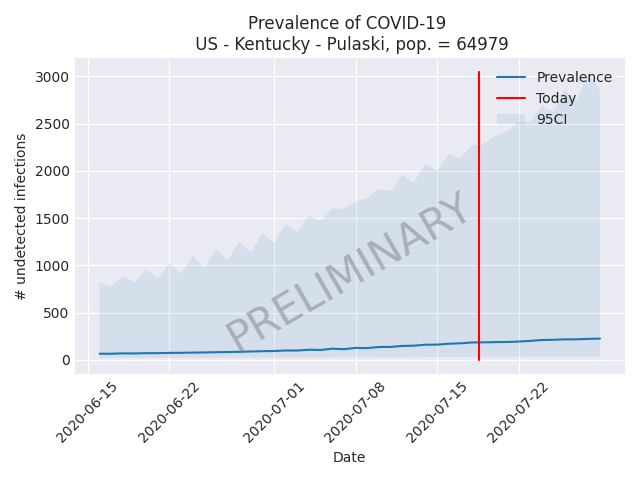 Prevalence of COVID-19
US - Kentucky - Pulaski, pop. = 64979
# undetected infections
3000
2500
2000
1500
1000
500
0
Prevalence
Today
95CI
PRELIMINARY
2020-06-15
2020-06-22
2020-07-01
2020-07-08
2020-07-15
2020-07-22
Date